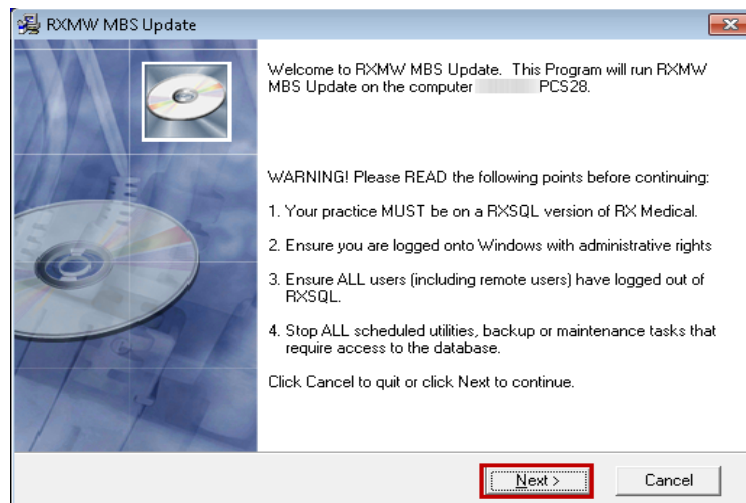 RXMW MBS Update
Welcome to RXMW MBS Update. This Program will run RXMW
MBS Update on the computer PCS28.
WARNING! Please READ the following points before continuing:
1. Your practice MUST be on a RXSQL version of RX Medical.
2. Ensure you are logged onto Windows with administrative rights
3. Ensure ALL users (including remote users) have logged out of
RXSQL.
4. Stop ALL scheduled utilities, backup or maintenance tasks that
require access to the database.
Click Cancel to quit or click Next to continue.
Next >
Cancel